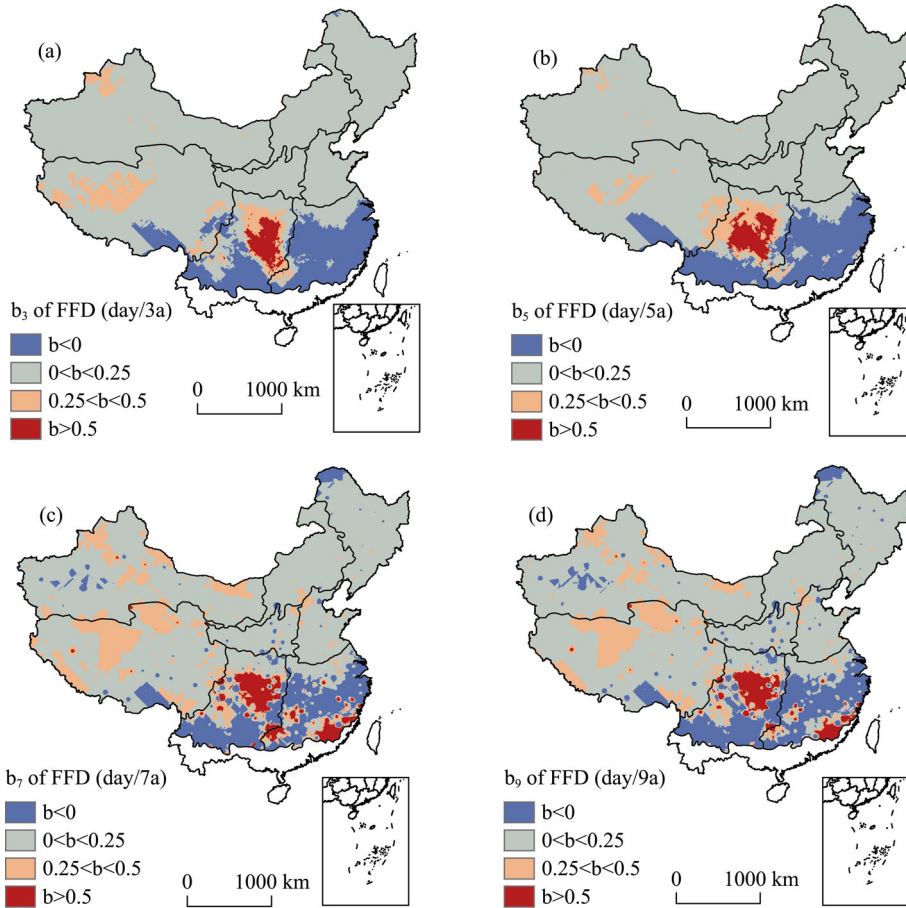 (a)
b₃ of FFD (day/3a)
b<0
0<b<0.25
0.25<b<0.5
b>0.5
0 1000 km
(b)
b₅ of FFD (day/5a)
b<0
0<b<0.25
0.25<b<0.5
b>0.5
0 1000 km
(c)
b₇ of FFD (day/7a)
b<0
0<b<0.25
0.25<b<0.5
b>0.5
0 1000 km
(d)
b₉ of FFD (day/9a)
b<0
0<b<0.25
0.25<b<0.5
b>0.5
0 1000 km